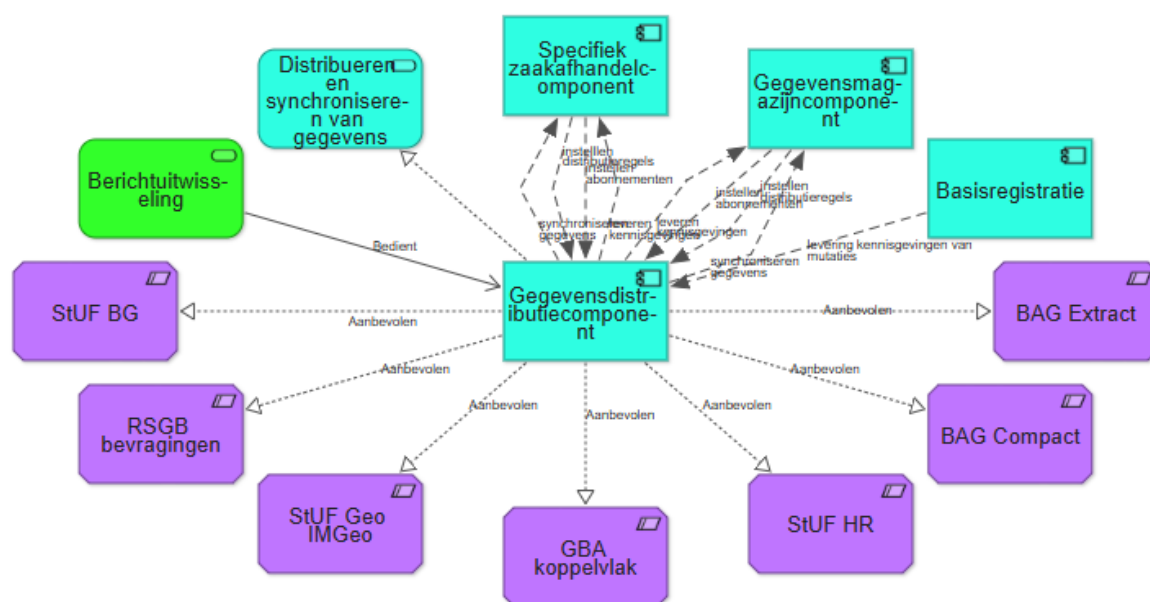 Specifiek
zaakafhandelc-
omponent
Distribueren
en
synchronisere-
n van
gegevens
Gegevensmag-
azijncompone-
nt
Berichtuitwiss-
eling
Basisregistratie
instelllen
distributieregels
instellen
abonnementen
instellen
abonnementen
instellen
distributieregels
synchroniseren
gegevens
leveren
kennisgevingen
leveren
kennisgevingen
synchroniseren
gegevens
levering kennisgevingen van
mutaties
Bedient
Gegevensdistr-
ibutiecompone-
nt
StUF BG
Aanbevolen
Aanbevolen
BAG Extract
RSGB
bevragingen
Aanbevolen
Aanbevolen
BAG Compact
Aanbevolen
Aanbevolen
Aanbevolen
StUF Geo
IMGeo
GBA
koppelvlak
StUF HR